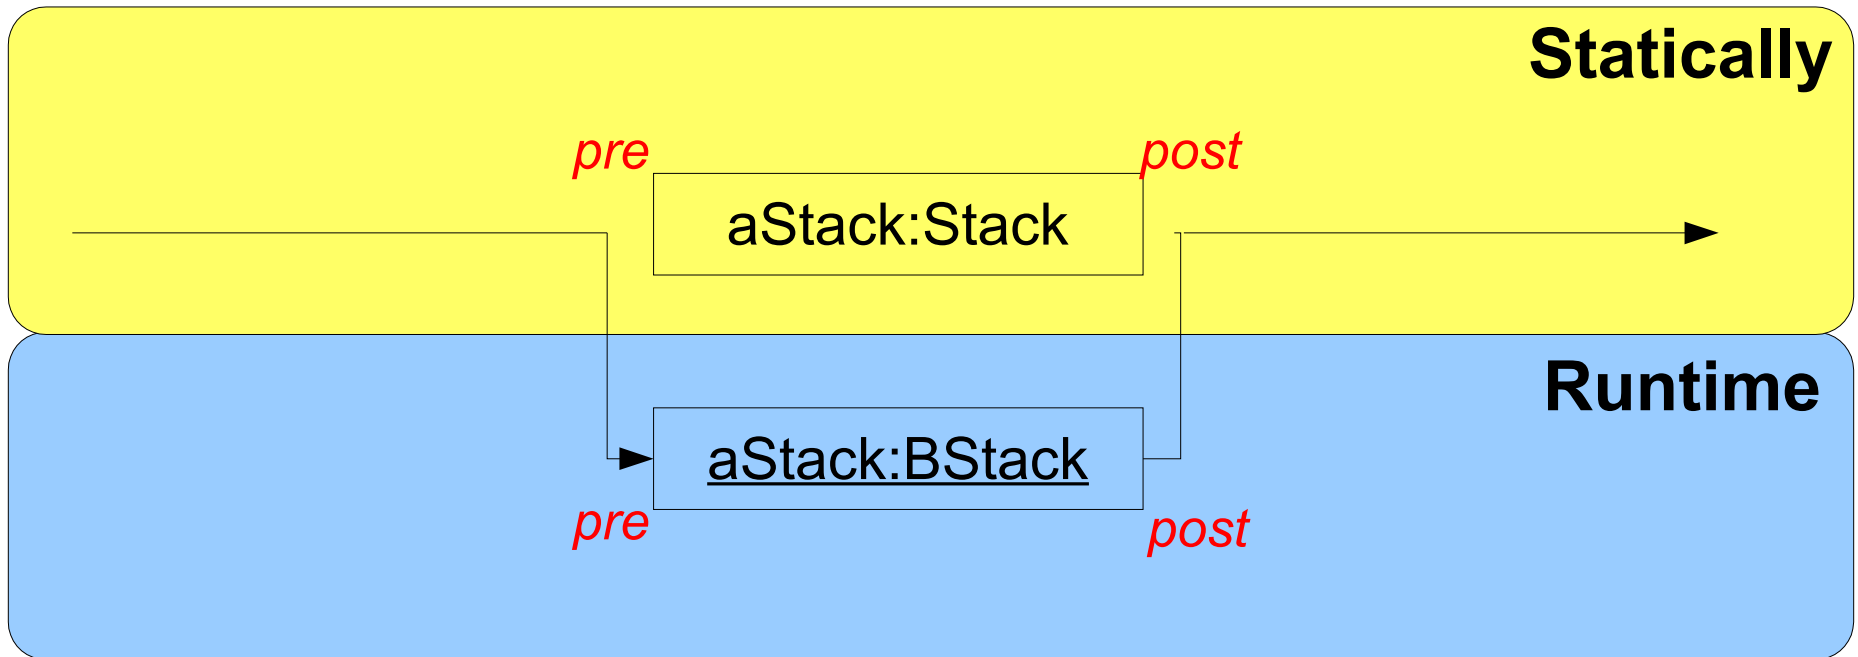 Statically
pre
post
aStack:Stack
Runtime
aStack:BStack
pre
post